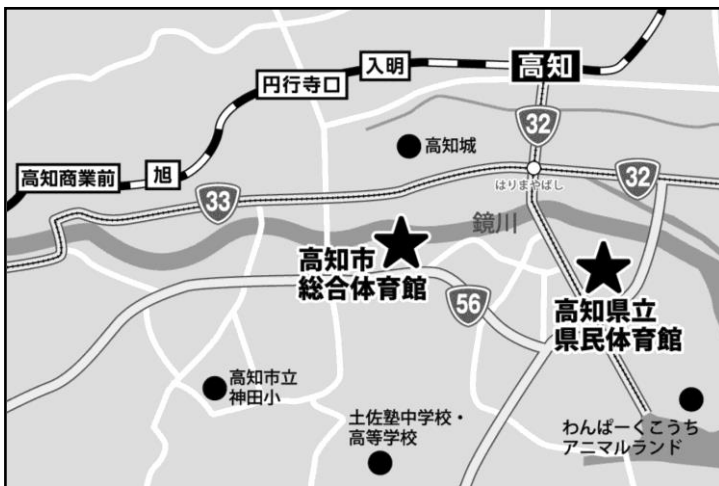 高知
入明
円行寺口
旭
高知商業前
32
高知城
はりまやばし
32
33
鏡川
高知市
総合体育館
56
高知県立
県民体育館
高知市立
神田小
土佐塾中学校・
高等学校
わんぱーくこうち
アニマルランド